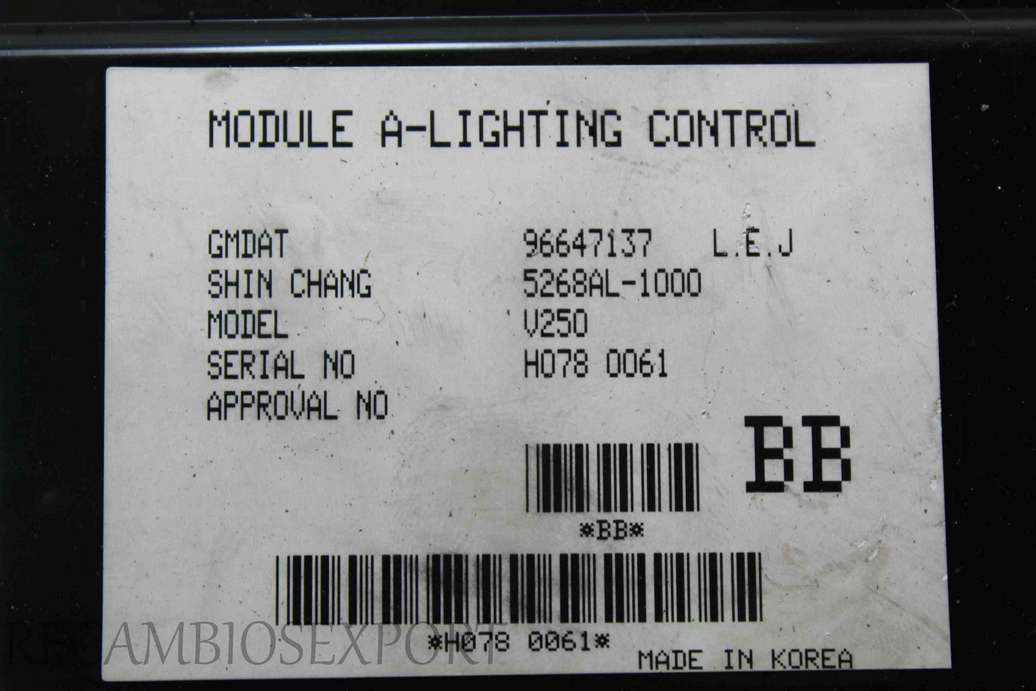 MODULE A-LIGHTING CONTROL
GMDAT 96647137 L.E.J
SHIN CHANG 5268AL-1000
MODEL V250
SERIAL NO H078 0061
APPROVAL NO
BB
*BB*
*H078 0061*
MADE IN KOREA
RECAMBIOSEXPORT